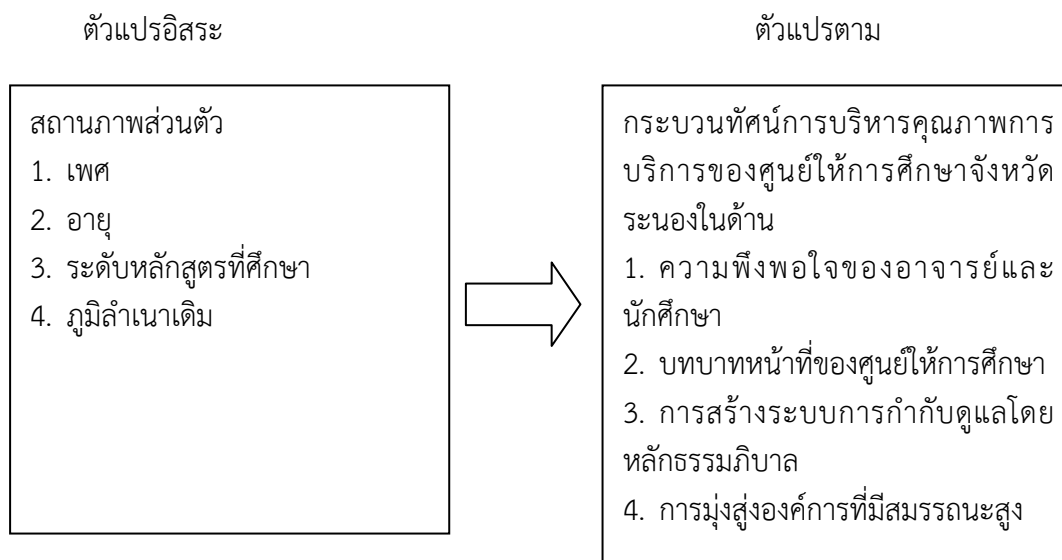 ตัวแปรอิสระ
ตัวแปรตาม
สถานภาพส่วนตัว
1. เพศ
2. อายุ
3. ระดับหลักสูตรที่ศึกษา
4. ภูมิลำเนาเดิม
กระบวนทัศน์การบริหารคุณภาพการ
บริการของศูนย์ให้การศึกษาจังหวัด
ระนองในด้าน
1. ความพึงพอใจของอาจารย์และ
นักศึกษา
2. บทบาทหน้าที่ของศูนย์ให้การศึกษา
3. การสร้างระบบการกำกับดูแลโดย
หลักธรรมภิบาล
4. การมุ่งสู่งองค์การที่มีสมรรถนะสูง